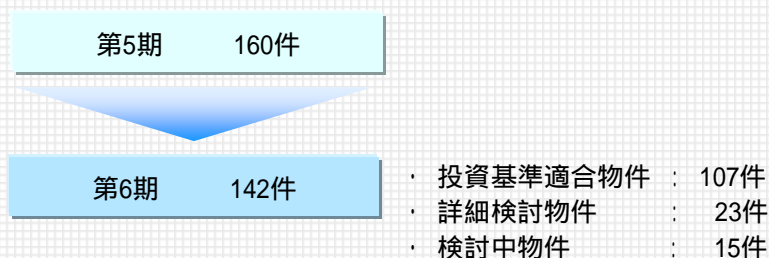 第5期 160件
第6期 142件
・ 投資基準適合物件 : 107件
・ 詳細検討物件 : 23件
・ 検討中物件 : 15件